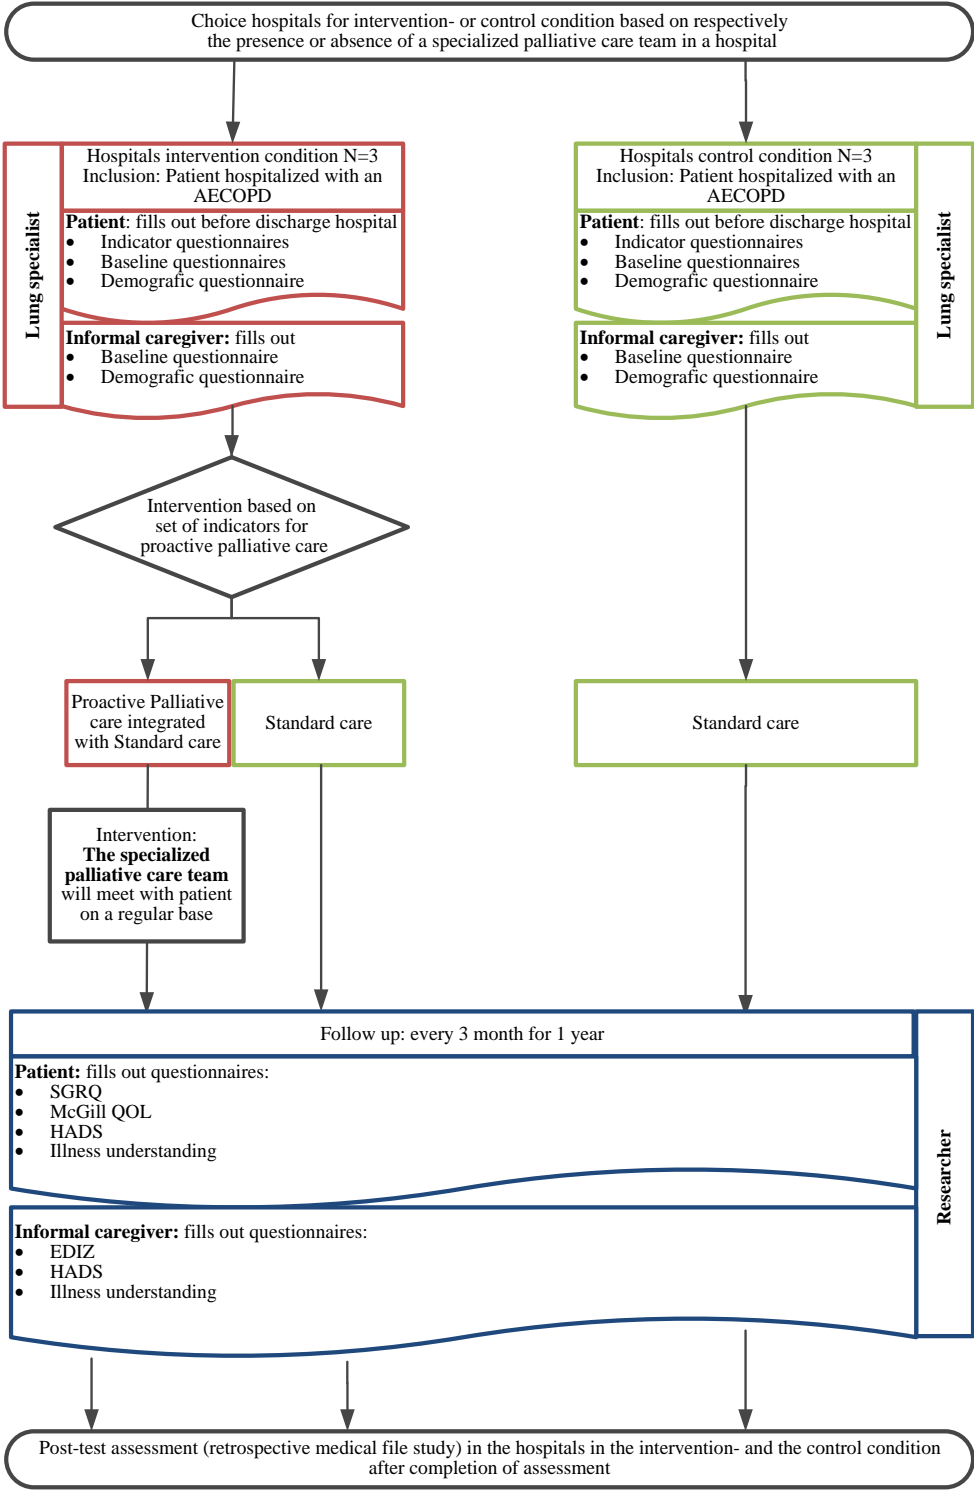 Choice hospitals for intervention- or control condition based on respectively
the presence or absence of a specialized palliative care team in a hospital
Lung specialist
Hospitals intervention condition N=3
Inclusion: Patient hospitalized with an
AECOPD
Patient: fills out before discharge hospital
• Indicator questionnaires
• Baseline questionnaires
• Demografic questionnaire
Informal caregiver: fills out
• Baseline questionnaire
• Demografic questionnaire
Hospitals control condition N=3
Inclusion: Patient hospitalized with an
AECOPD
Patient: fills out before discharge hospital
• Indicator questionnaires
• Baseline questionnaires
• Demografic questionnaire
Informal caregiver: fills out
• Baseline questionnaire
• Demografic questionnaire
Lung specialist
Intervention based on
set of indicators for
proactive palliative care
Proactive Palliative
care integrated
with Standard care
Standard care
Standard care
Intervention:
The specialized
palliative care team
will meet with patient
on a regular base
Follow up: every 3 month for 1 year
Patient: fills out questionnaires:
• SGRQ
• McGill QOL
• HADS
• Illness understanding
Informal caregiver: fills out questionnaires:
• EDIZ
• HADS
• Illness understanding
Researcher
Post-test assessment (retrospective medical file study) in the hospitals in the intervention- and the control condition
after completion of assessment